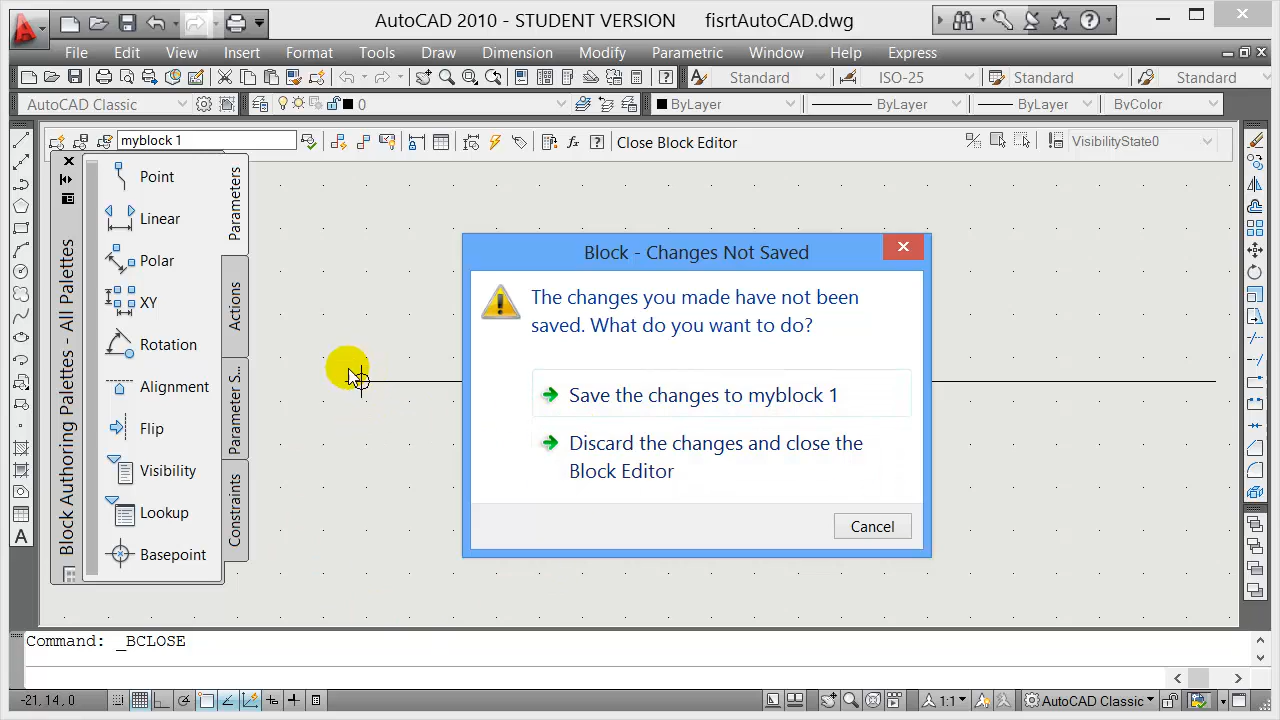 AutoCAD 2010 - STUDENT VERSION fisrtAutoCAD.dwg
File Edit View Insert Format Tools Draw Dimension Modify Parametric Window Help Express
Standard ISO-25 Standard Standard
AutoCAD Classic 0 ByLayer ByLayer ByLayer ByColor
myblock 1 Close Block Editor VisibilityState0
Point
Linear
Polar
XY
Rotation
Alignment
Flip
Visibility
Lookup
Basepoint
Parameters
Actions
Parameter S...
Constraints
Block Authoring Palettes - All Palettes
Block - Changes Not Saved
The changes you made have not been
saved. What do you want to do?
Save the changes to myblock 1
Discard the changes and close the
Block Editor
Cancel
Command: _BCLOSE
-21,14,0 1:1 AutoCAD Classic